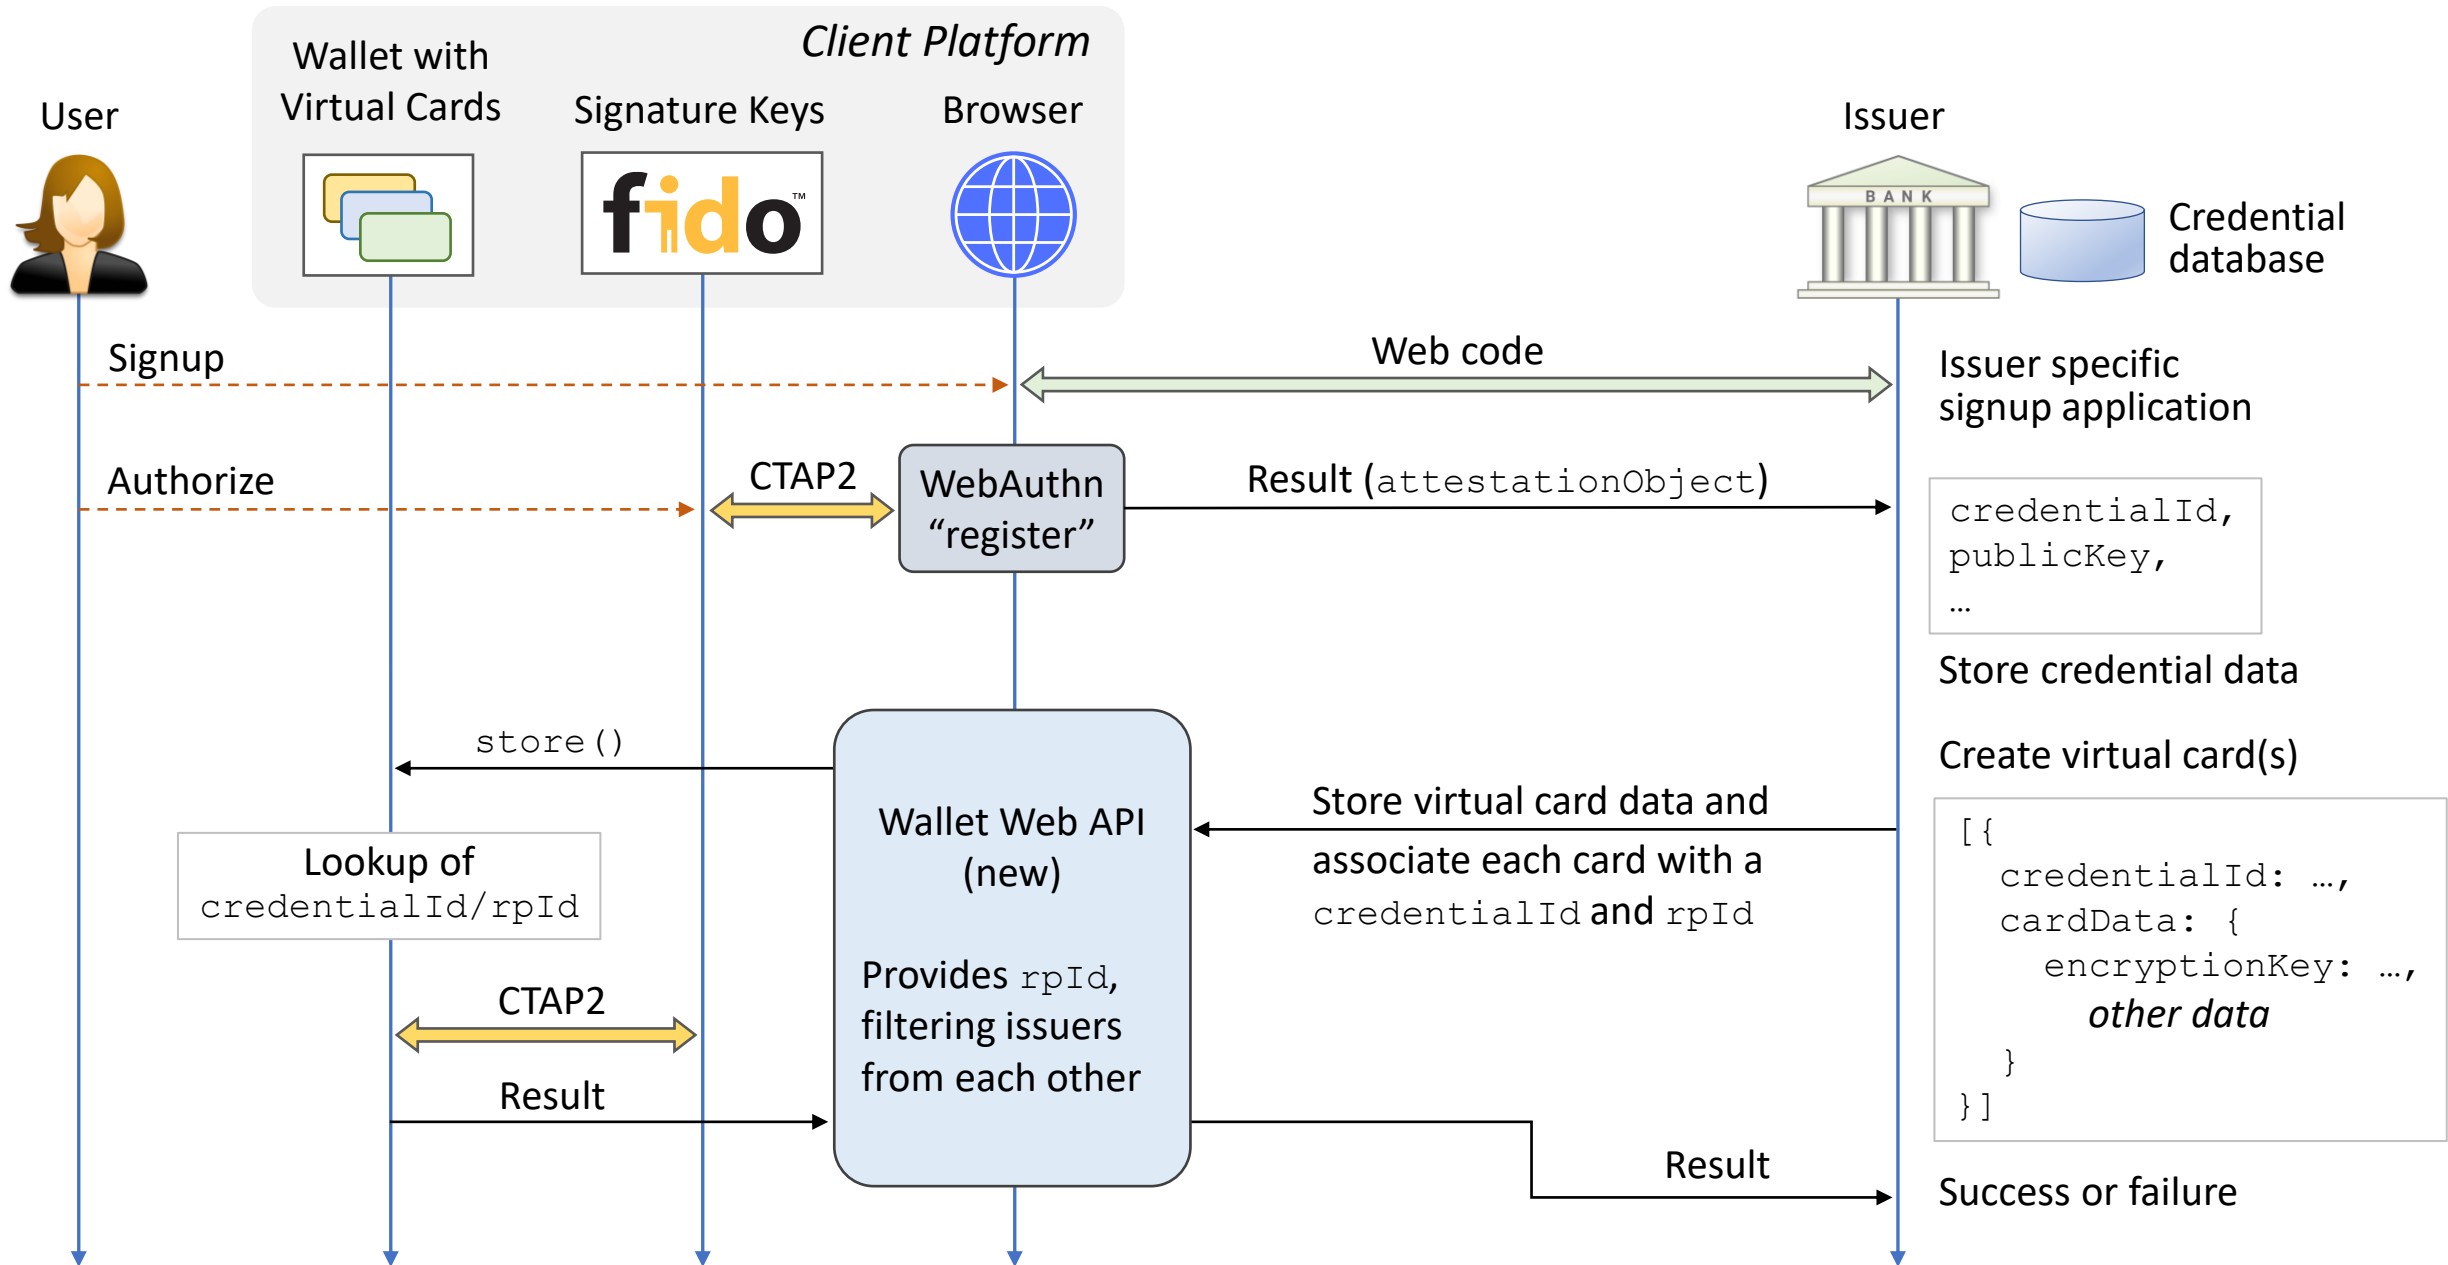 Client Platform
User
Wallet with
Virtual Cards
Signature Keys
Browser
Issuer
fido™
BANK
Credential
database
Signup
Web code
Issuer specific
signup application
Authorize
CTAP2
WebAuthn
“register”
Result (attestationObject)
credentialId,
publicKey,
…
Store credential data
store()
Create virtual card(s)
Wallet Web API
(new)
Provides rpId,
filtering issuers
from each other
Store virtual card data and
associate each card with a
credentialId and rpId
[{
credentialId: …,
cardData: {
encryptionKey: …,
other data
}
}]
Lookup of
credentialId/rpId
CTAP2
Result
Result
Success or failure